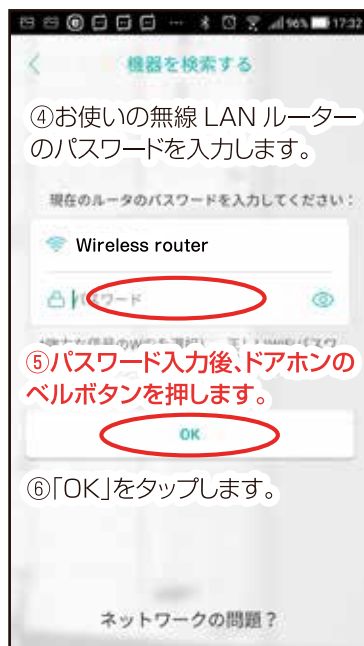 96% 17:32
機器を検索する
④お使いの無線 LAN ルーター
のパスワードを入力します。
現在のルータのパスワードを入力してください：
Wireless router
パスワード
⑤パスワード入力後、ドアホンの
ベルボタンを押します。
OK
⑥「OK」をタップします。
ネットワークの問題？